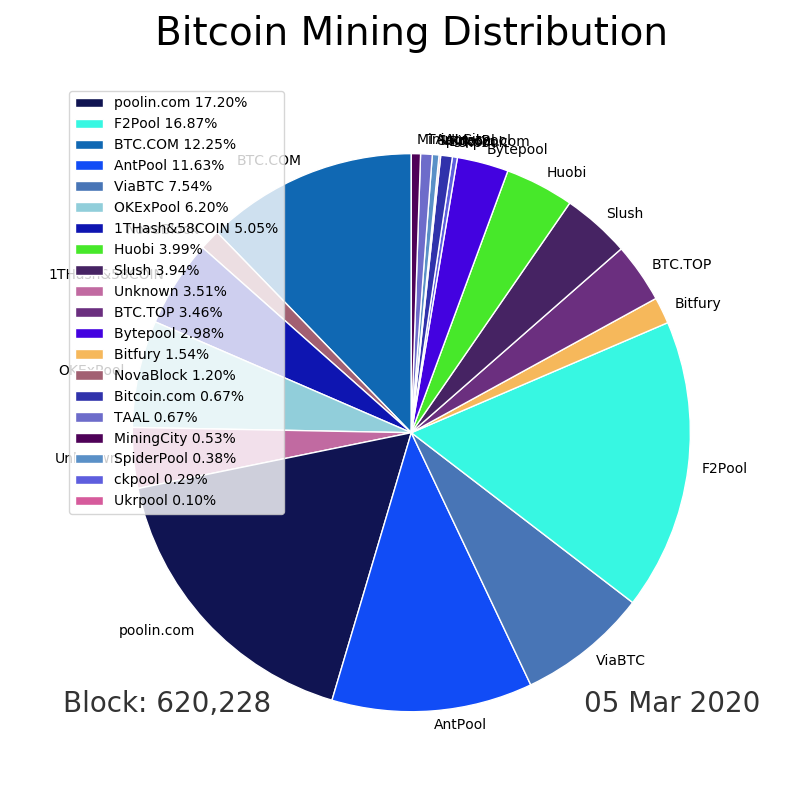 Bitcoin Mining Distribution
poolin.com 17.20%
F2Pool 16.87%
BTC.COM 12.25%
AntPool 11.63%
ViaBTC 7.54%
OKExPool 6.20%
1THash&58COIN 5.05%
Huobi 3.99%
Slush 3.94%
Unknown 3.51%
BTC.TOP 3.46%
Bytepool 2.98%
Bitfury 1.54%
NovaBlock 1.20%
Bitcoin.com 0.67%
TAAL 0.67%
MiningCity 0.53%
SpiderPool 0.38%
ckpool 0.29%
Ukrpool 0.10%
BTC.COM
Bytepool
Huobi
Slush
BTC.TOP
Bitfury
F2Pool
ViaBTC
AntPool
poolin.com
Block: 620,228
05 Mar 2020